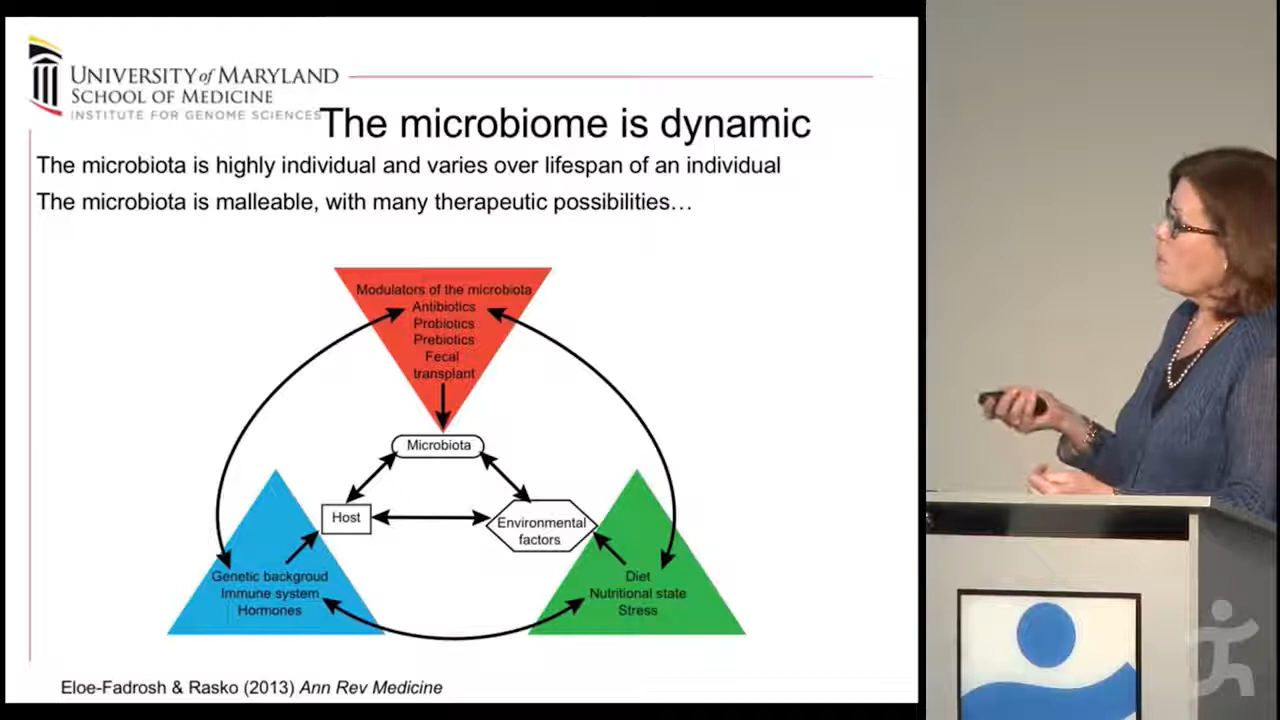 UNIVERSITY of MARYLAND
SCHOOL OF MEDICINE
INSTITUTE FOR GENOME SCIENCES
The microbiome is dynamic
The microbiota is highly individual and varies over lifespan of an individual
The microbiota is malleable, with many therapeutic possibilities…
Modulators of the microbiota
Antibiotics
Probiotics
Prebiotics
Fecal
transplant
Microbiota
Host
Environmental
factors
Genetic backgroud
Immune system
Hormones
Diet
Nutritional state
Stress
Eloe-Fadrosh & Rasko (2013) Ann Rev Medicine